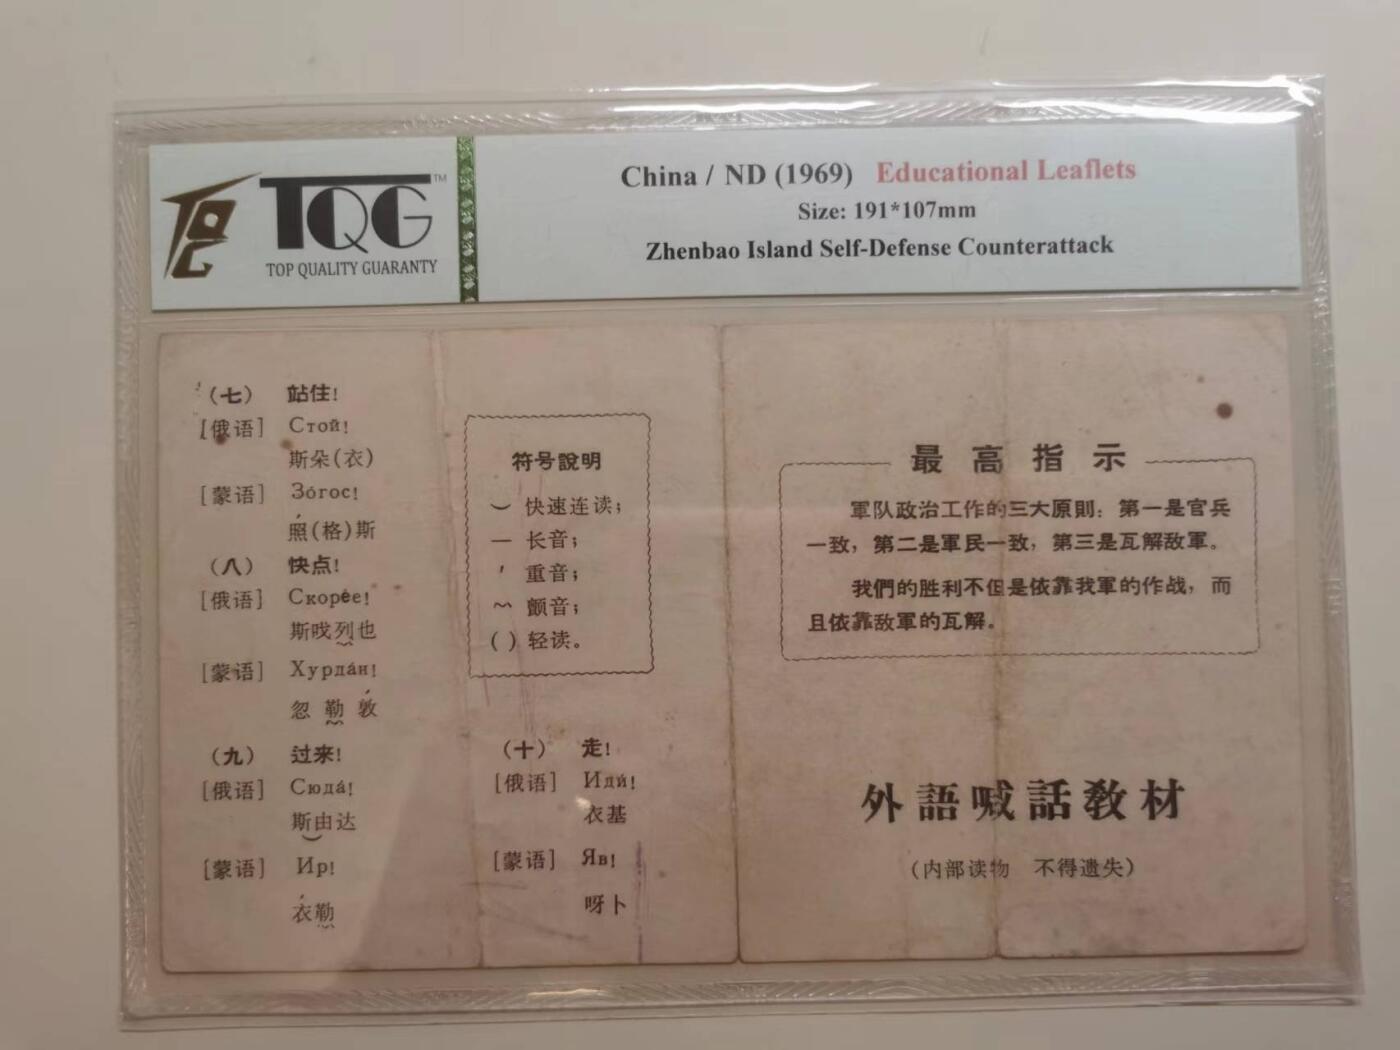 TQG™
TOP QUALITY GUARANTY
China / ND (1969) Educational Leaflets
Size: 191*107mm
Zhenbao Island Self-Defense Counterattack
(七) 站住!
[俄语] Стой!
斯朵(衣)
[蒙语] Зóгос!
照(格)斯
(八) 快点!
[俄语] Скорéе!
斯戝列也
[蒙语] Хурдáн!
忽 勒 敦
(九) 过来!
[俄语] Сюдá!
斯由达
[蒙语] Ир!
衣勒
符号說明
⌣ 快速连读;
— 长音;
′ 重音;
〰 颤音;
( ) 轻读。
(十) 走!
[俄语] Иди́!
衣基
[蒙语] Яв!
呀卜
最高指示
軍队政治工作的三大原則:第一是官兵
一致,第二是軍民一致,第三是瓦解敌軍。
我們的胜利不但是依靠我軍的作战,而
且依靠敌軍的瓦解。
外語喊話教材
(内部读物 不得遗失)